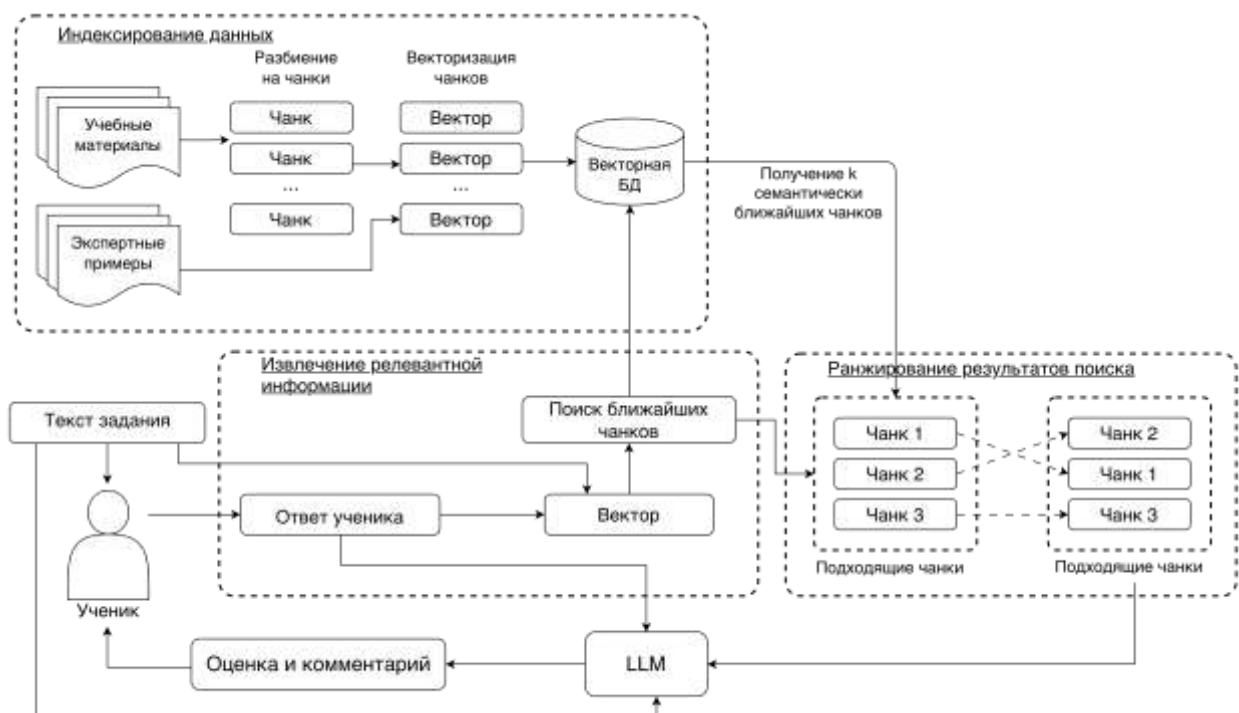 Индексирование данных
Разбиение
на чанки
Векторизация
чанков
Учебные
материалы
Чанк
Вектор
Чанк
Вектор
...
...
Чанк
Вектор
Экспертные
примеры
Векторная
БД
Получение k
семантически
ближайших чанков
Извлечение релевантной
информации
Ранжирование результатов поиска
Текст задания
Поиск ближайших
чанков
Ответ ученика
Вектор
Чанк 1
Чанк 2
Чанк 3
Подходящие чанки
Чанк 2
Чанк 1
Чанк 3
Подходящие чанки
Ученик
Оценка и комментарий
LLM